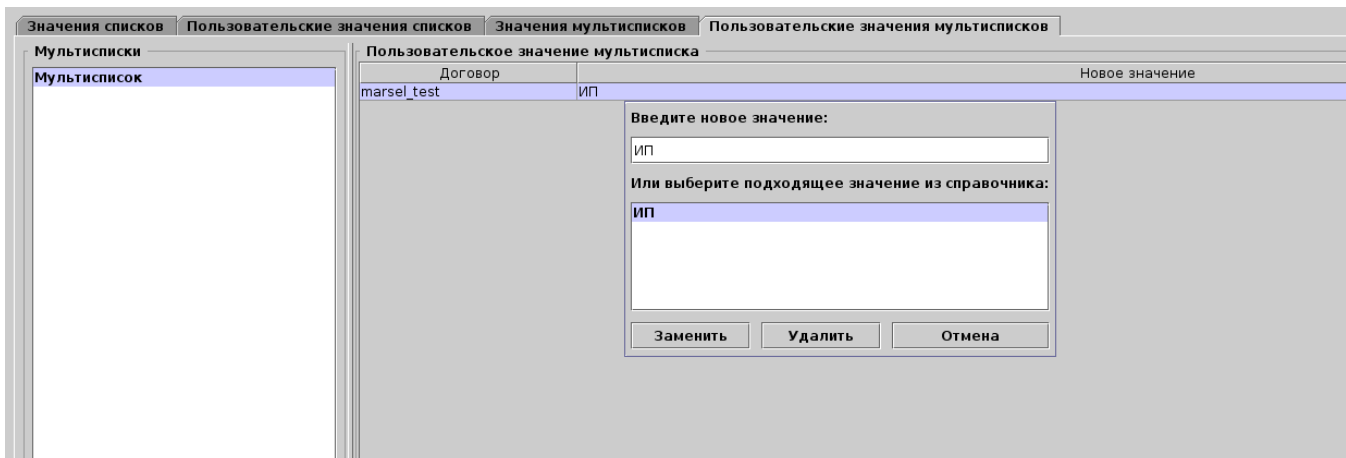 Значения списков Пользовательские значения списков Значения мультисписков Пользовательские значения мультисписков
Мультисписки Пользовательское значение мультисписка
Мультисписок Договор Новое значение
marsel_test ИП
Введите новое значение:
ИП
Или выберите подходящее значение из справочника:
ИП
Заменить Удалить Отмена